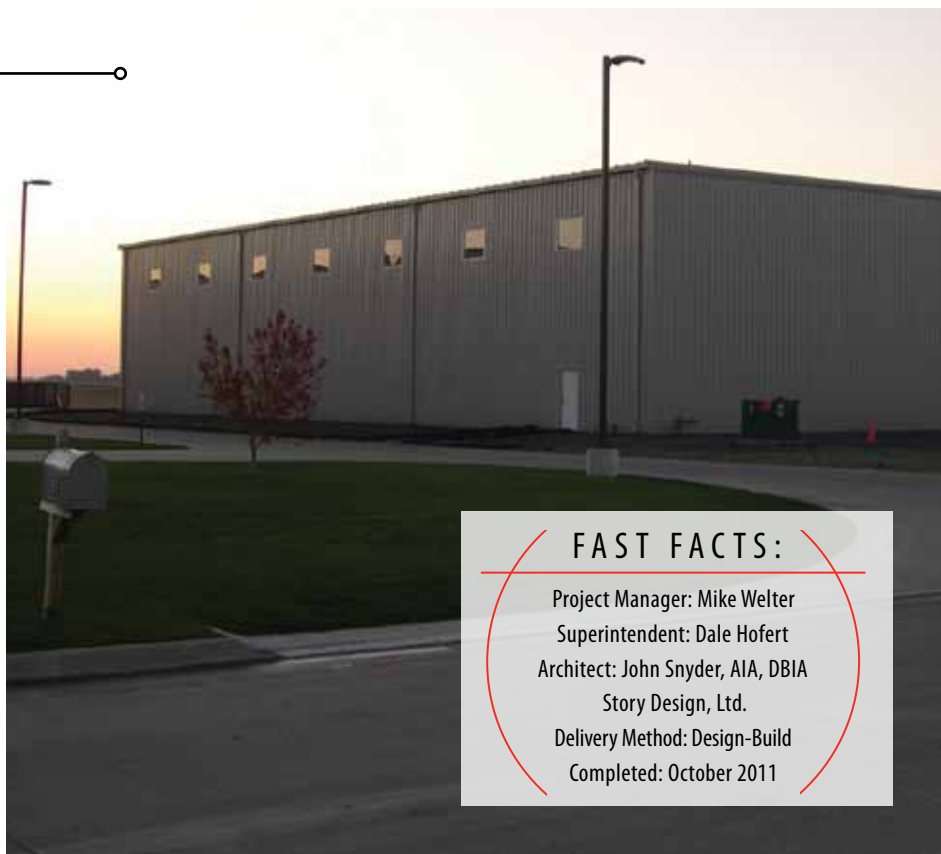 FAST FACTS:
Project Manager: Mike Welter
Superintendent: Dale Hofert
Architect: John Snyder, AIA, DBIA
Story Design, Ltd.
Delivery Method: Design-Build
Completed: October 2011